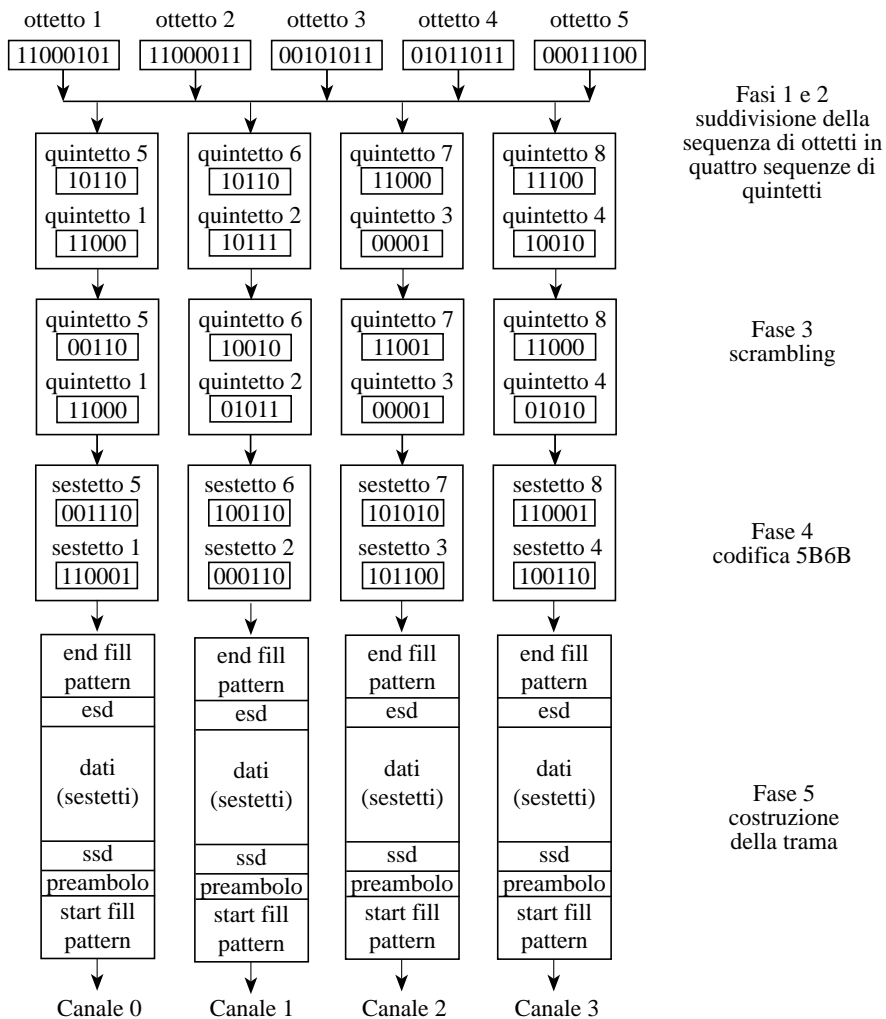 ottetto 1 ottetto 2 ottetto 3 ottetto 4 ottetto 5
11000101 11000011 00101011 01011011 00011100
Fasi 1 e 2
suddivisione della
sequenza di ottetti in
quattro sequenze di
quintetti
quintetto 5 quintetto 6 quintetto 7 quintetto 8
10110 10110 11000 11100
quintetto 1 quintetto 2 quintetto 3 quintetto 4
11000 10111 00001 10010
Fase 3
scrambling
quintetto 5 quintetto 6 quintetto 7 quintetto 8
00110 10010 11001 11000
quintetto 1 quintetto 2 quintetto 3 quintetto 4
11000 01011 00001 01010
Fase 4
codifica 5B6B
sestetto 5 sestetto 6 sestetto 7 sestetto 8
001110 100110 101010 110001
sestetto 1 sestetto 2 sestetto 3 sestetto 4
110001 000110 101100 100110
end fill end fill end fill end fill
pattern pattern pattern pattern
esd esd esd esd
dati dati dati dati
(sestetti) (sestetti) (sestetti) (sestetti)
Fase 5
costruzione
della trama
ssd ssd ssd ssd
preambolo preambolo preambolo preambolo
start fill start fill start fill start fill
pattern pattern pattern pattern
Canale 0 Canale 1 Canale 2 Canale 3